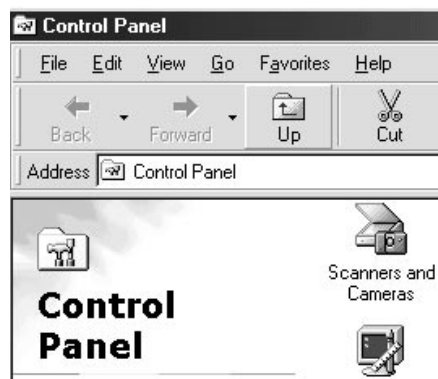 Control Panel
File Edit View Go Favorites Help
Back Forward Up Cut
Address Control Panel
Control
Panel
Scanners and
Cameras